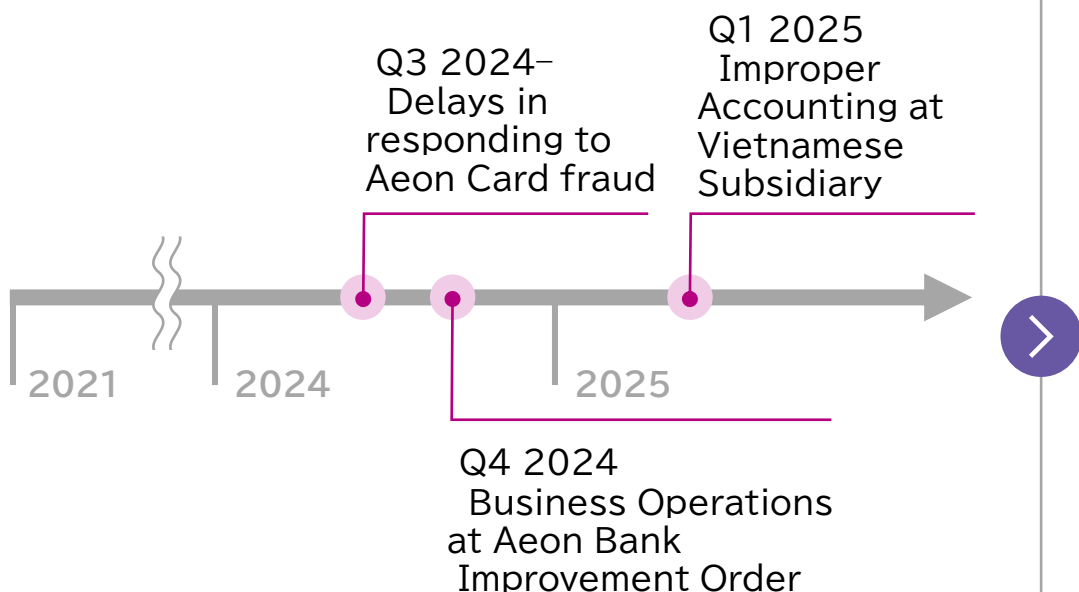 Q3 2024–
Delays in
responding to
Aeon Card fraud
Q1 2025
Improper
Accounting at
Vietnamese
Subsidiary
2021
2024
2025
Q4 2024
Business Operations
at Aeon Bank
Improvement Order